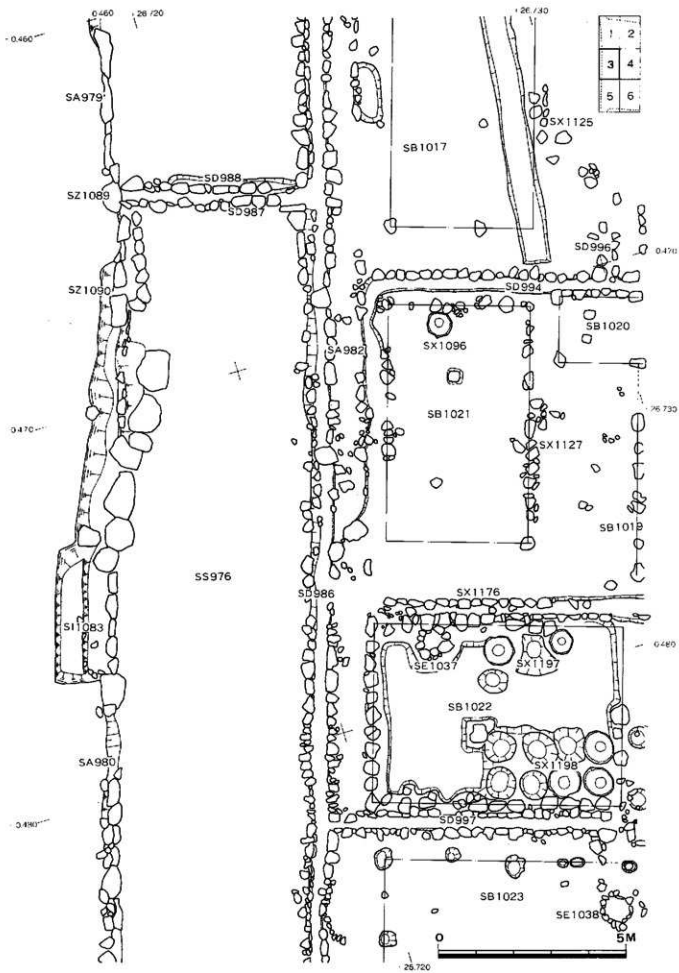 0.460
26.720
26.730
0.460
1 2
3 4
5 6
SA979
SX1125
SB1017
SD988
SZ1089
SD987
SD996
0.470
SD994
SZ1090
SB1020
SA982
SX1096
26.730
SB1021
0.470
SX1127
SB1019
SS976
SD986
SX1176
SI1083
0.480
SE1037
SX1197
SB1022
SA980
SX1198
SD997
SB1023
SE1038
0 5M
26.720